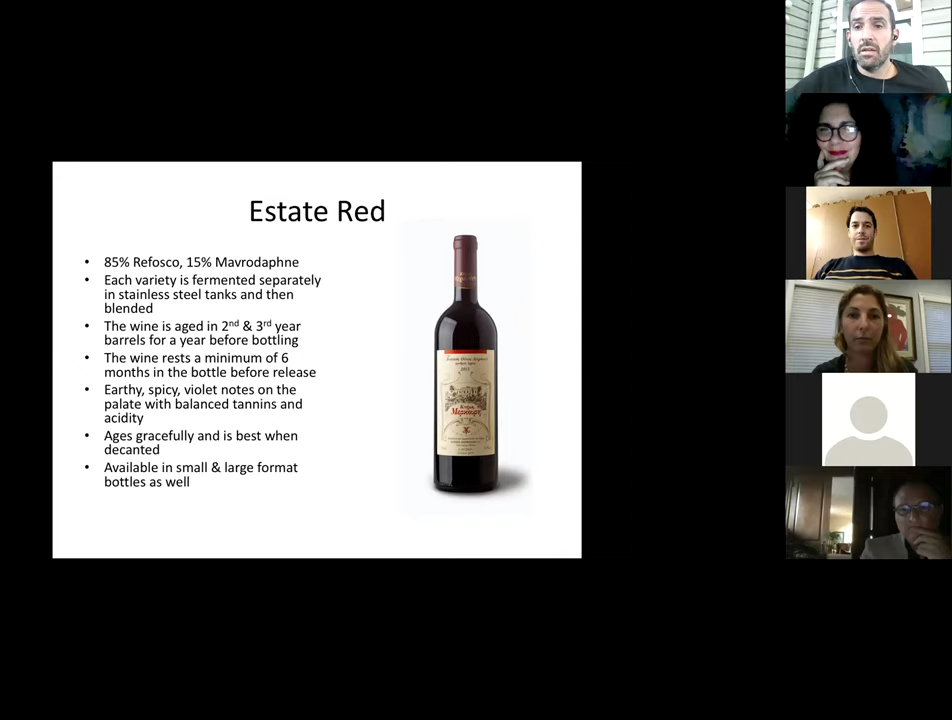 Estate Red
• 85% Refosco, 15% Mavrodaphne
• Each variety is fermented separately
in stainless steel tanks and then
blended
• The wine is aged in 2nd & 3rd year
barrels for a year before bottling
• The wine rests a minimum of 6
months in the bottle before release
• Earthy, spicy, violet notes on the
palate with balanced tannins and
acidity
• Ages gracefully and is best when
decanted
• Available in small & large format
bottles as well
2011
Κτήμα
Μερκούρη